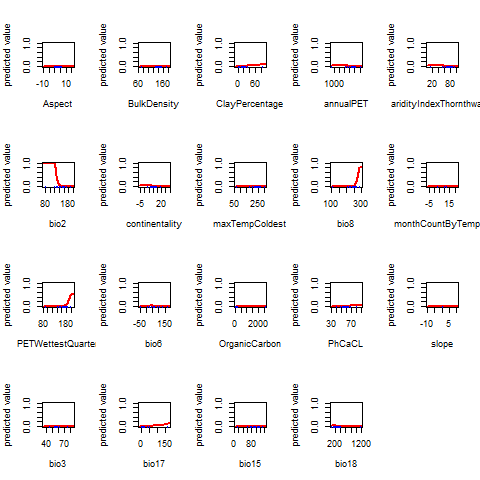 predicted value 0.0 1.0 -10 10 Aspect
predicted value 0.0 1.0 60 160 BulkDensity
predicted value 0.0 1.0 0 60 ClayPercentage
predicted value 0.0 1.0 1000 annualPET
predicted value 0.0 1.0 20 80 aridityIndexThornthwa
predicted value 0.0 1.0 80 180 bio2
predicted value 0.0 1.0 -5 20 continentality
predicted value 0.0 1.0 50 250 maxTempColdest
predicted value 0.0 1.0 100 300 bio8
predicted value 0.0 1.0 -5 15 monthCountByTemp
predicted value 0.0 1.0 80 180 PETWettestQuarte
predicted value 0.0 1.0 -50 150 bio6
predicted value 0.0 1.0 0 2000 OrganicCarbon
predicted value 0.0 1.0 30 70 PhCaCL
predicted value 0.0 1.0 -10 5 slope
predicted value 0.0 1.0 40 70 bio3
predicted value 0.0 1.0 0 150 bio17
predicted value 0.0 1.0 0 80 bio15
predicted value 0.0 1.0 200 1200 bio18